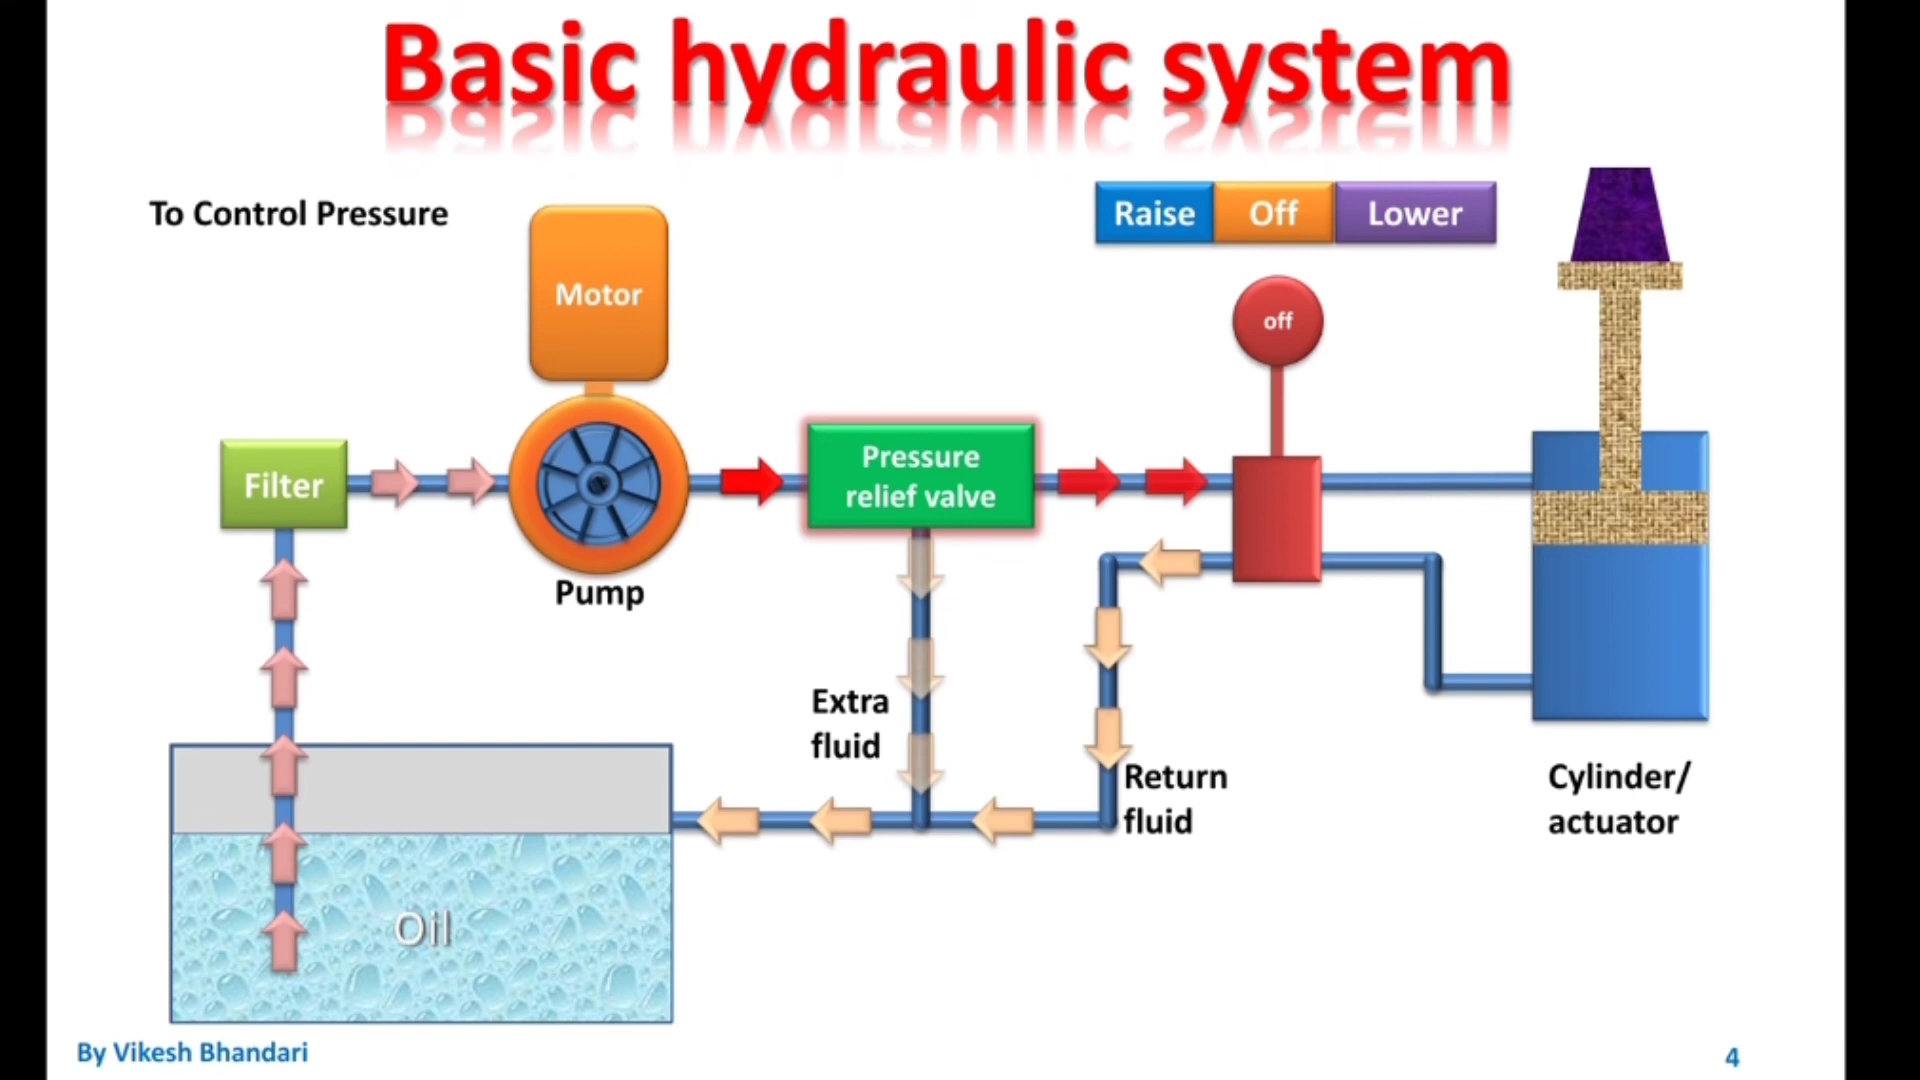 Basic hydraulic system
To Control Pressure
Raise Off Lower
Motor
off
Filter
Pressure
relief valve
Pump
Extra
fluid
Return
fluid
Cylinder/
actuator
Oil
By Vikesh Bhandari
4